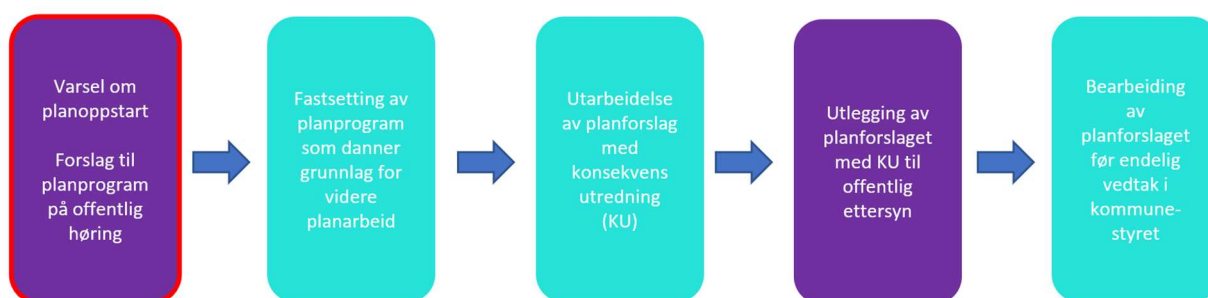 Varsel om
planoppstart
Forslag til
planprogram
på offentlig
høring
Fastsetting av
planprogram
som danner
grunnlag for
videre
planarbeid
Utarbeidelse
av planforslag
med
konsekvens
utredning
(KU)
Utlegging av
planforslaget
med KU til
offentlig
ettersyn
Bearbeiding
av
planforslaget
før endelig
vedtak i
kommune-
styret